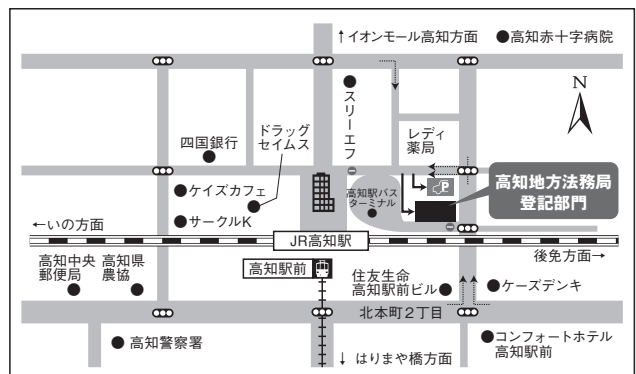 ↑イオンモール高知方面
高知赤十字病院
N
スリーエフ
ドラッグ
セイムス
四国銀行
レディ
薬局
ケイズカフェ
サークルK
高知駅バス
ターミナル
P
高知地方法務局
登記部門
←いの方面
JR高知駅
後免方面→
高知中央
郵便局
高知県
農協
高知駅前
住友生命
高知駅前ビル
ケーズデンキ
北本町2丁目
高知警察署
↓ はりまや橋方面
コンフォートホテル
高知駅前